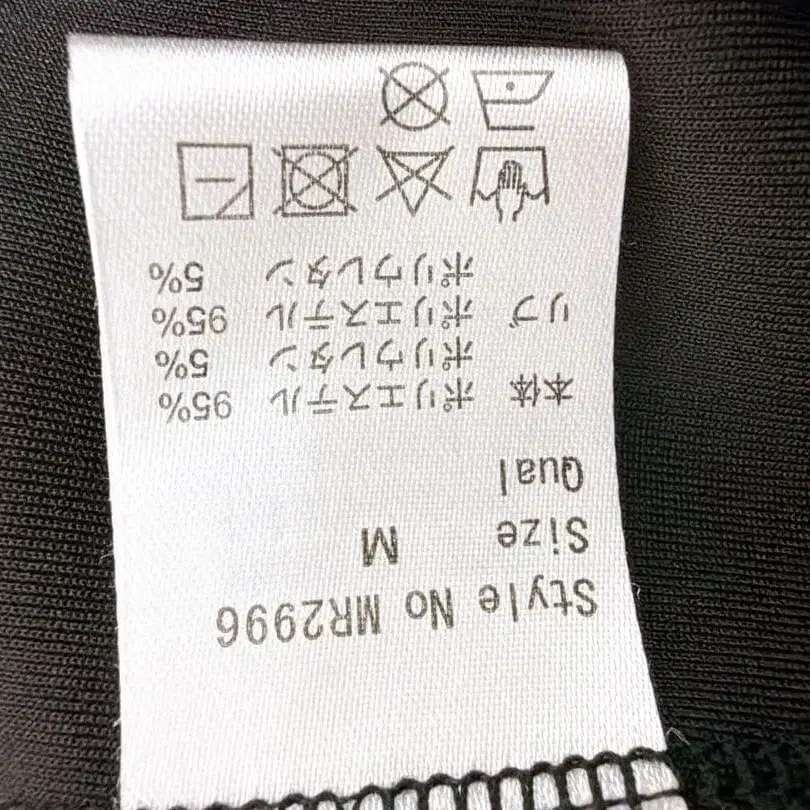 Style No MR2996
Size M
Qual
本体 ポリエステル 95%
ポリウレタン 5%
リブ ポリエステル 95%
ポリウレタン 5%